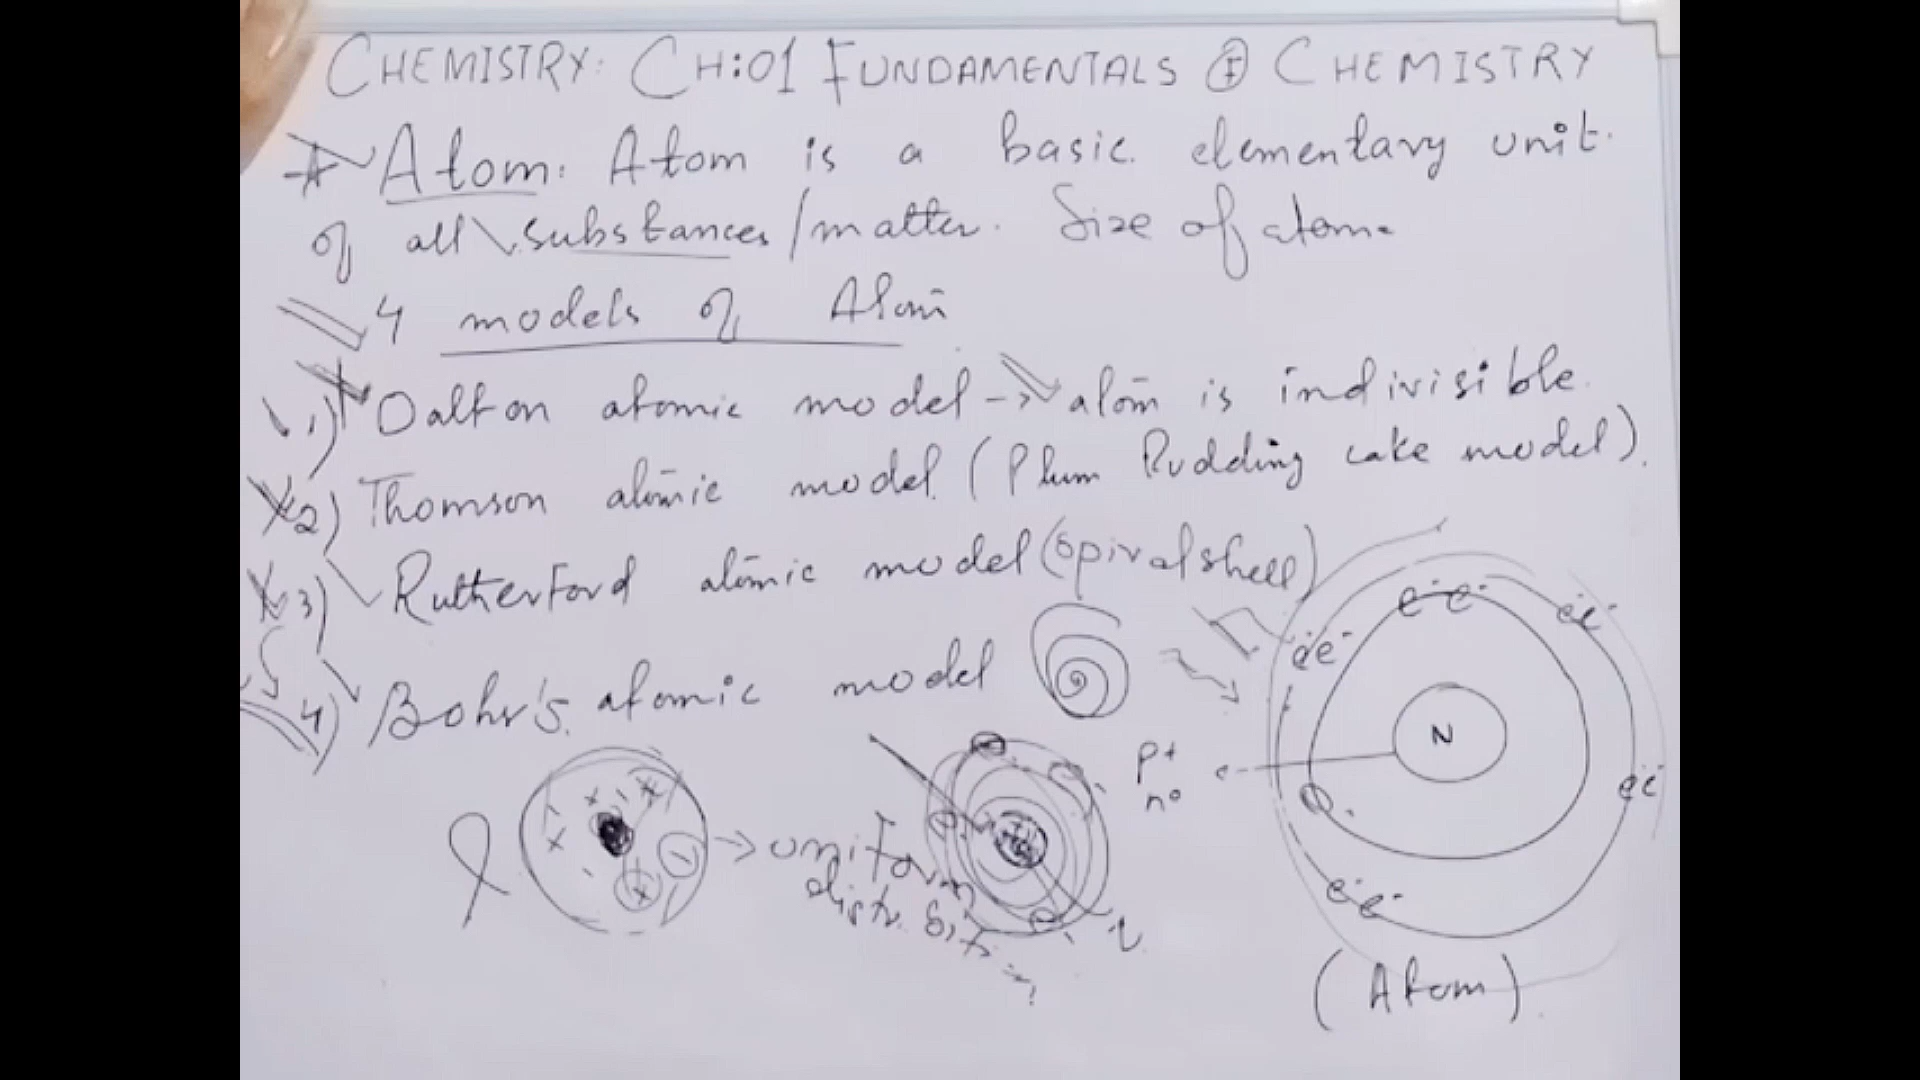 CHEMISTRY: CH:01 FUNDAMENTALS OF CHEMISTRY
Atom. Atom is a basic elementary unit.
of all substances/matter. Size of atom.
4 models of Atom
1) Dalton atomic model -> atom is indivisible.
2) Thomson atomic model (Plum Pudding cake model).
3) Rutherford atomic model (Spiral shell)
4) Bohr's atomic model
e- e-
e- e-
e- e-
N
p+
n°
e- e-
e- e-
-> uniform
distribut
(Atom)